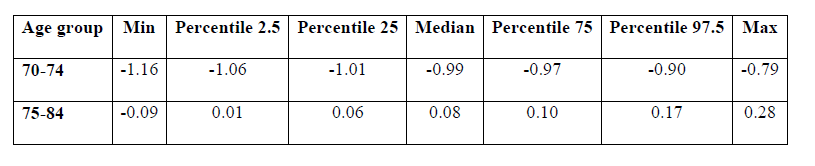 Age group Min Percentile 2.5 Percentile 25 Median Percentile 75 Percentile 97.5 Max
70-74 -1.16 -1.06 -1.01 -0.99 -0.97 -0.90 -0.79
75-84 -0.09 0.01 0.06 0.08 0.10 0.17 0.28